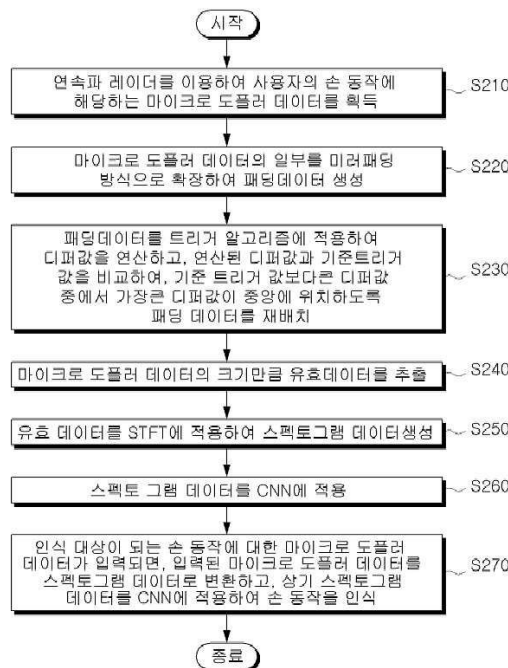 시작
연속파 레이더를 이용하여 사용자의 손 동작에
해당하는 마이크로 도플러 데이터를 획득
S210
마이크로 도플러 데이터의 일부를 미러패딩
방식으로 확장하여 패딩데이터 생성
S220
패딩데이터를 트리거 알고리즘에 적용하여
디퍼값을 연산하고, 연산된 디퍼값과 기준트리거
값을 비교하여, 기준 트리거 값보다큰 디퍼값
중에서 가장큰 디퍼값이 중앙에 위치하도록
패딩 데이터를 재배치
S230
마이크로 도플러 데이터의 크기만큼 유효데이터를 추출
S240
유효 데이터를 STFT에 적용하여 스펙토그램 데이터생성
S250
스펙토 그램 데이터를 CNN에 적용
S260
인식 대상이 되는 손 동작에 대한 마이크로 도플러
데이터가 입력되면, 입력된 마이크로 도플러 데이터를
스펙토그램 데이터로 변환하고, 상기 스펙토그램
데이터를 CNN에 적용하여 손 동작을 인식
S270
종료